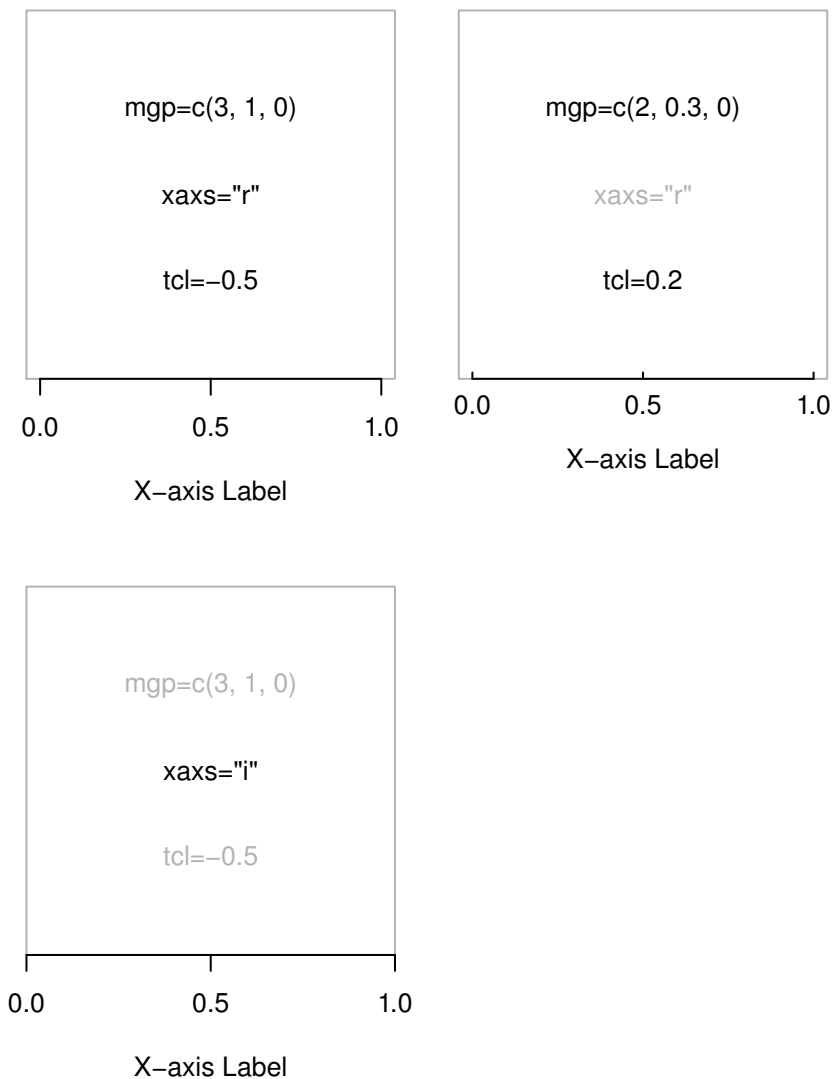 mgp=c(3, 1, 0)
xaxs="r"
tcl=−0.5
0.0 0.5 1.0
X−axis Label
mgp=c(2, 0.3, 0)
xaxs="r"
tcl=0.2
0.0 0.5 1.0
X−axis Label
mgp=c(3, 1, 0)
xaxs="i"
tcl=−0.5
0.0 0.5 1.0
X−axis Label